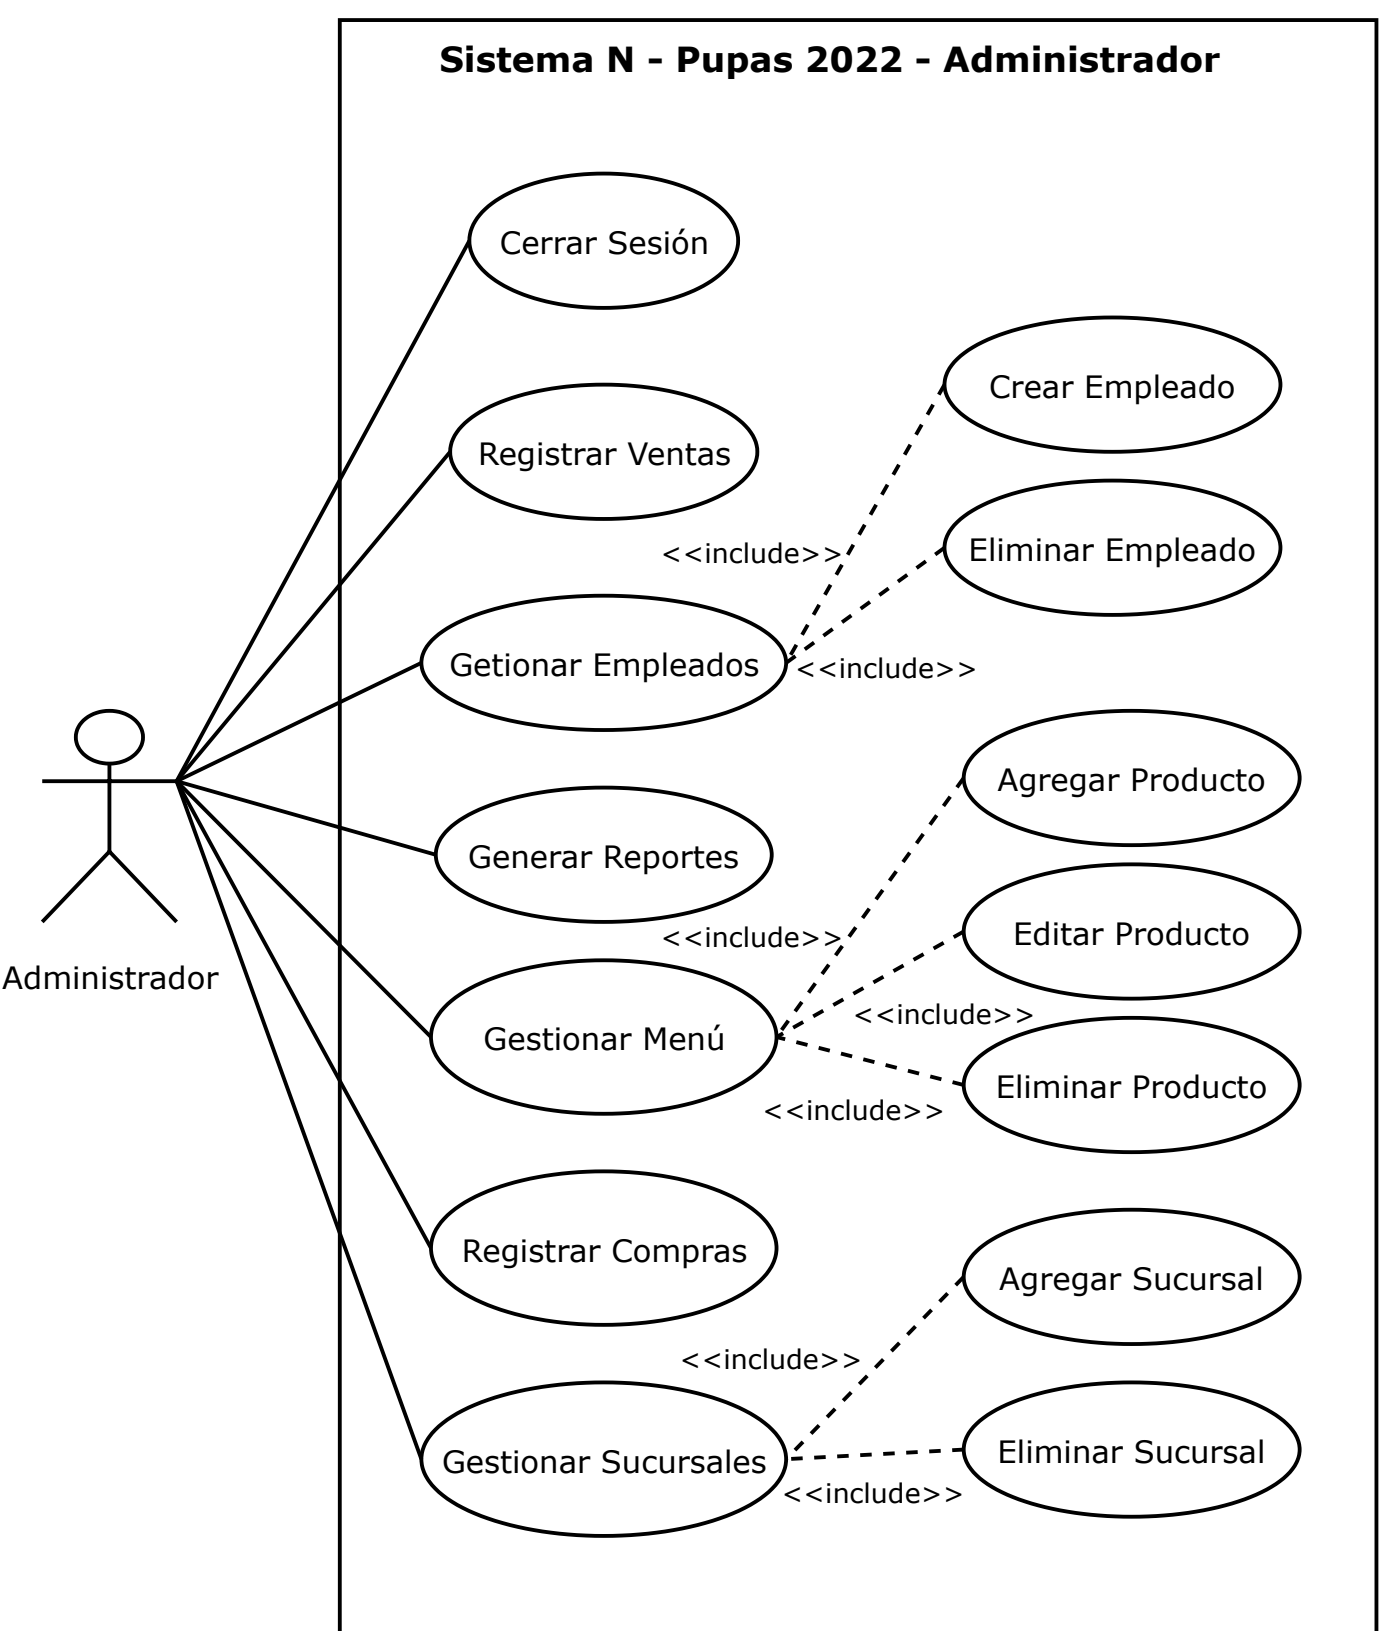 Sistema N - Pupas 2022 - Administrador
Cerrar Sesión
Crear Empleado
Registrar Ventas
Eliminar Empleado
<<include>>
Getionar Empleados
<<include>>
Agregar Producto
Generar Reportes
Editar Producto
<<include>>
Administrador
<<include>>
Gestionar Menú
Eliminar Producto
<<include>>
Registrar Compras
Agregar Sucursal
<<include>>
Gestionar Sucursales
Eliminar Sucursal
<<include>>